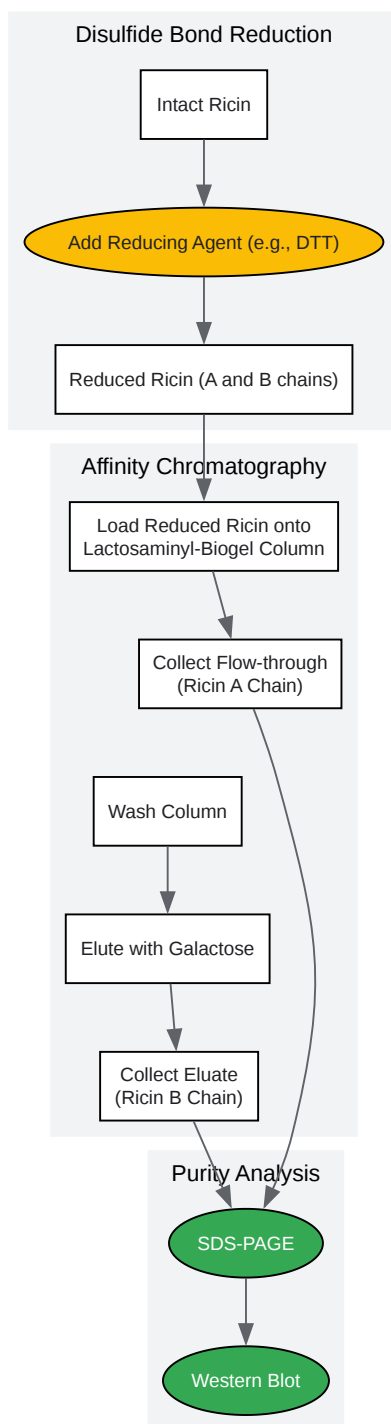 Disulfide Bond Reduction
Intact Ricin
Add Reducing Agent (e.g., DTT)
Reduced Ricin (A and B chains)
Affinity Chromatography
Load Reduced Ricin onto
Lactosaminyl-Biogel Column
Collect Flow-through
(Ricin A Chain)
Wash Column
Elute with Galactose
Collect Eluate
(Ricin B Chain)
Purity Analysis
SDS-PAGE
Western Blot